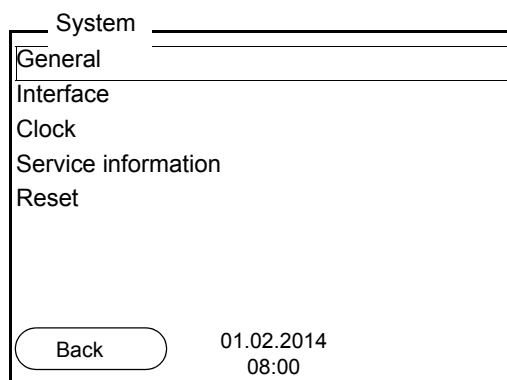 System
General
Interface
Clock
Service information
Reset
Back
01.02.2014
08:00